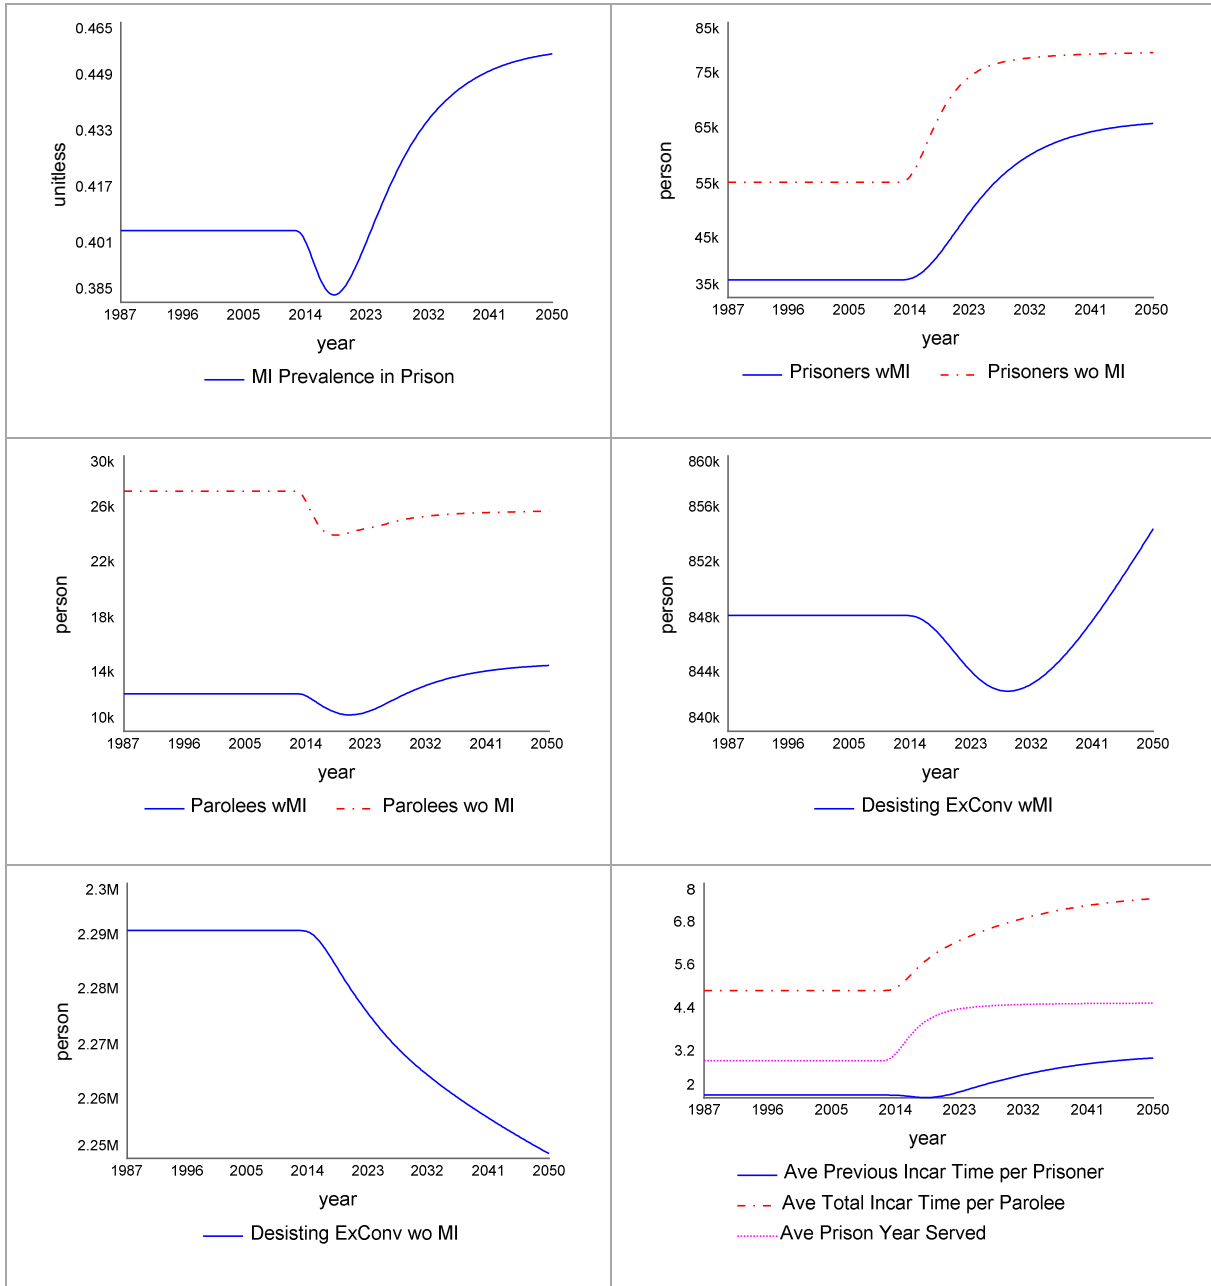 0.465
0.449
0.433
0.417
0.401
0.385
unitless
1987 1996 2005 2014 2023 2032 2041 2050
year
MI Prevalence in Prison
85k
75k
65k
55k
45k
35k
person
1987 1996 2005 2014 2023 2032 2041 2050
year
Prisoners wMI Prisoners wo MI
30k
26k
22k
18k
14k
10k
person
1987 1996 2005 2014 2023 2032 2041 2050
year
Parolees wMI Parolees wo MI
860k
856k
852k
848k
844k
840k
person
1987 1996 2005 2014 2023 2032 2041 2050
year
Desisting ExConv wMI
2.3M
2.29M
2.28M
2.27M
2.26M
2.25M
person
1987 1996 2005 2014 2023 2032 2041 2050
year
Desisting ExConv wo MI
8
6.8
5.6
4.4
3.2
2
1987 1996 2005 2014 2023 2032 2041 2050
year
Ave Previous Incar Time per Prisoner
Ave Total Incar Time per Parolee
Ave Prison Year Served